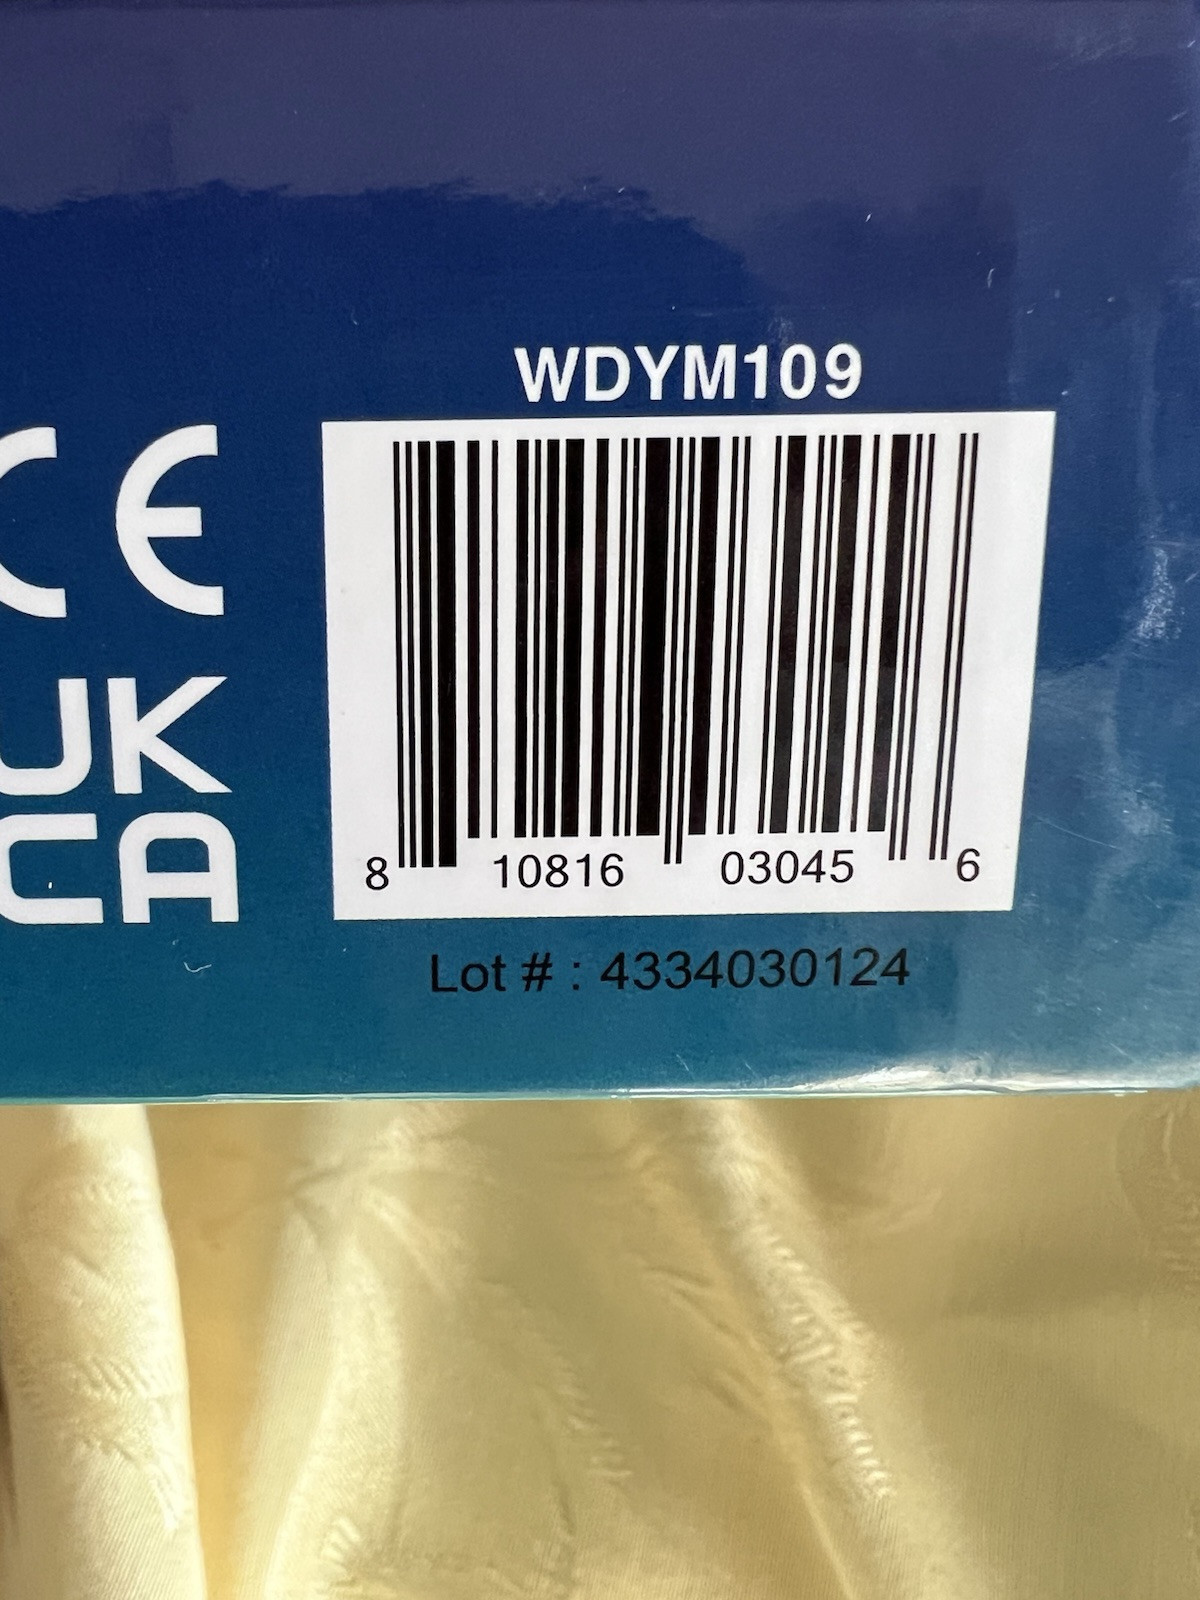 WDYM109
CE
UK
CA
8 10816 03045 6
Lot # : 4334030124